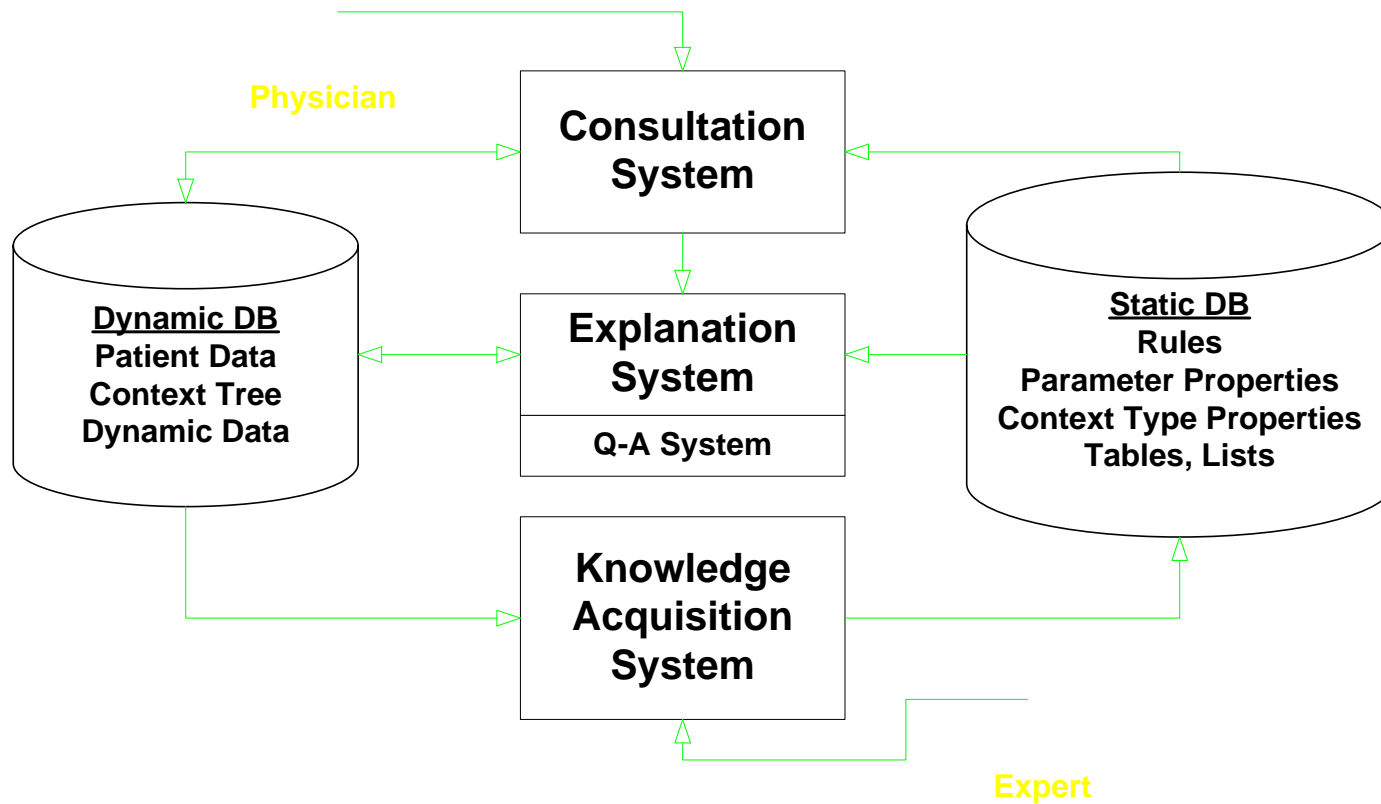 Physician
Consultation
System
Dynamic DB
Patient Data
Context Tree
Dynamic Data
Explanation
System
Q-A System
Static DB
Rules
Parameter Properties
Context Type Properties
Tables, Lists
Knowledge
Acquisition
System
Expert